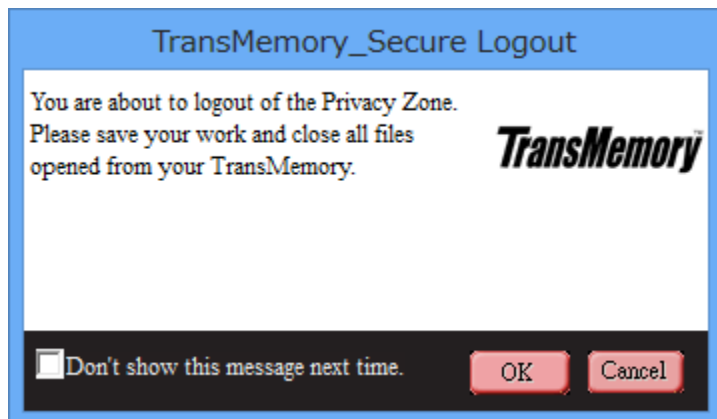 TransMemory_Secure Logout
You are about to logout of the Privacy Zone.
Please save your work and close all files
opened from your TransMemory.
TransMemory™
Don't show this message next time.
OK
Cancel